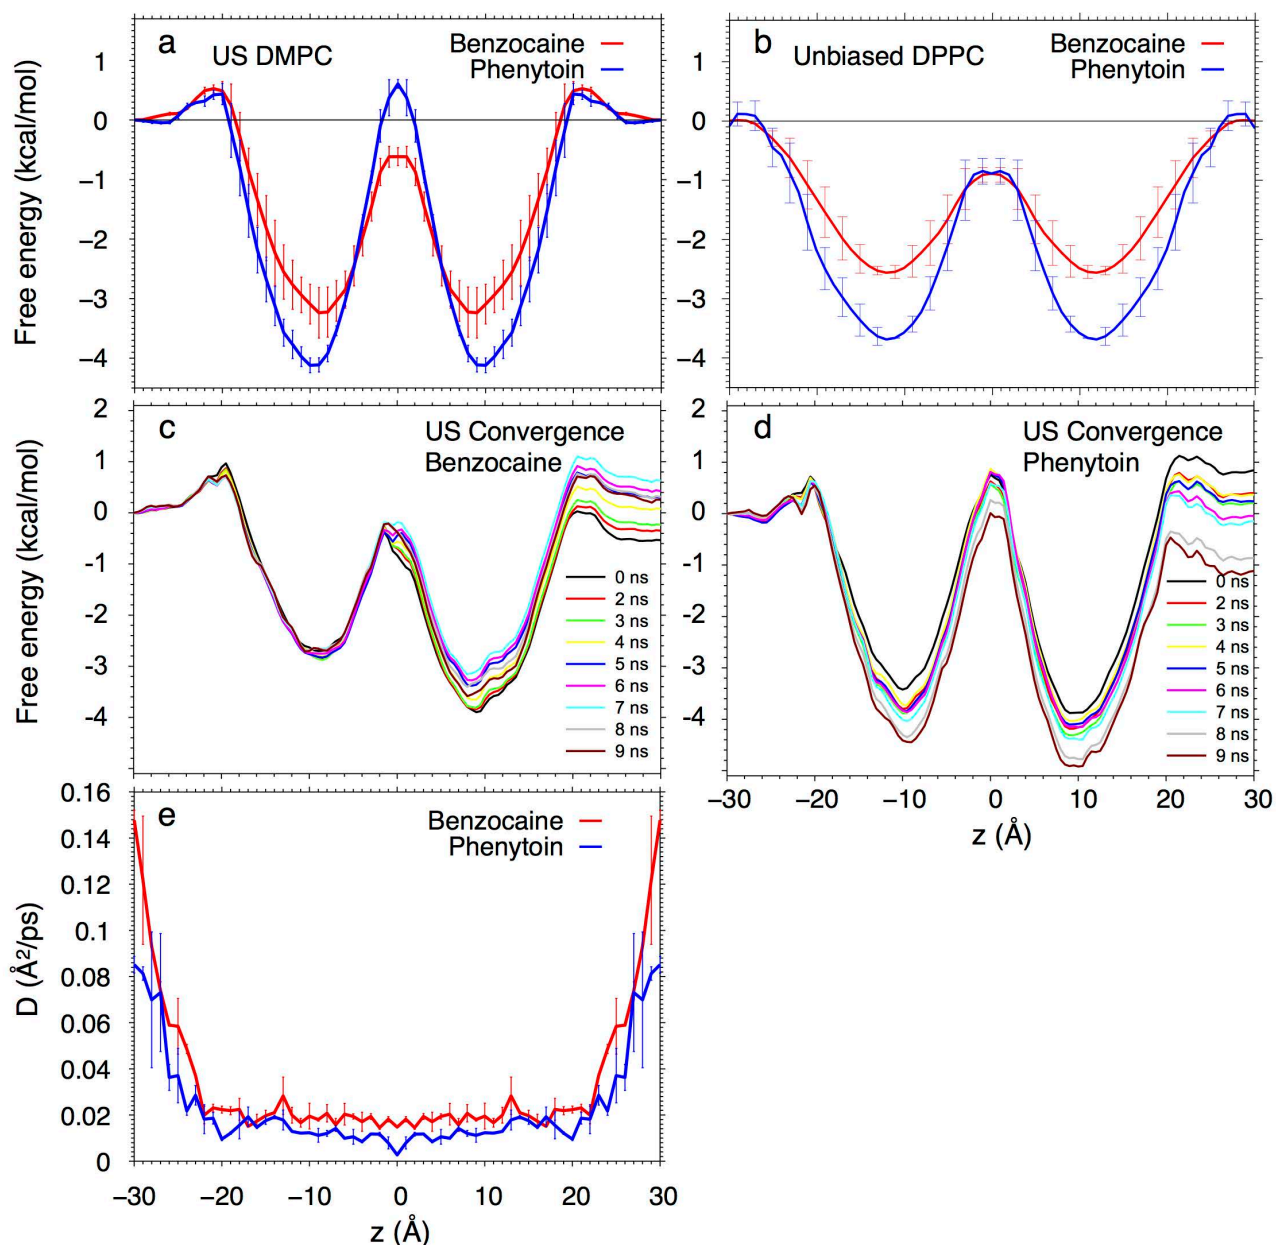 a
US DMPC
Benzocaine
Phenytoin
Free energy (kcal/mol)
1
0
−1
−2
−3
−4
b
Unbiased DPPC
Benzocaine
Phenytoin
1
0
−1
−2
−3
−4
c
US Convergence
Benzocaine
Free energy (kcal/mol)
2
1
0
-1
-2
-3
-4
0 ns
2 ns
3 ns
4 ns
5 ns
6 ns
7 ns
8 ns
9 ns
d
US Convergence
Phenytoin
2
1
0
-1
-2
-3
-4
0 ns
2 ns
3 ns
4 ns
5 ns
6 ns
7 ns
8 ns
9 ns
−30 −20 −10 0 10 20 30
z (Å)
e
Benzocaine
Phenytoin
D (Å²/ps)
0.16
0.14
0.12
0.1
0.08
0.06
0.04
0.02
0
−30 −20 −10 0 10 20 30
z (Å)